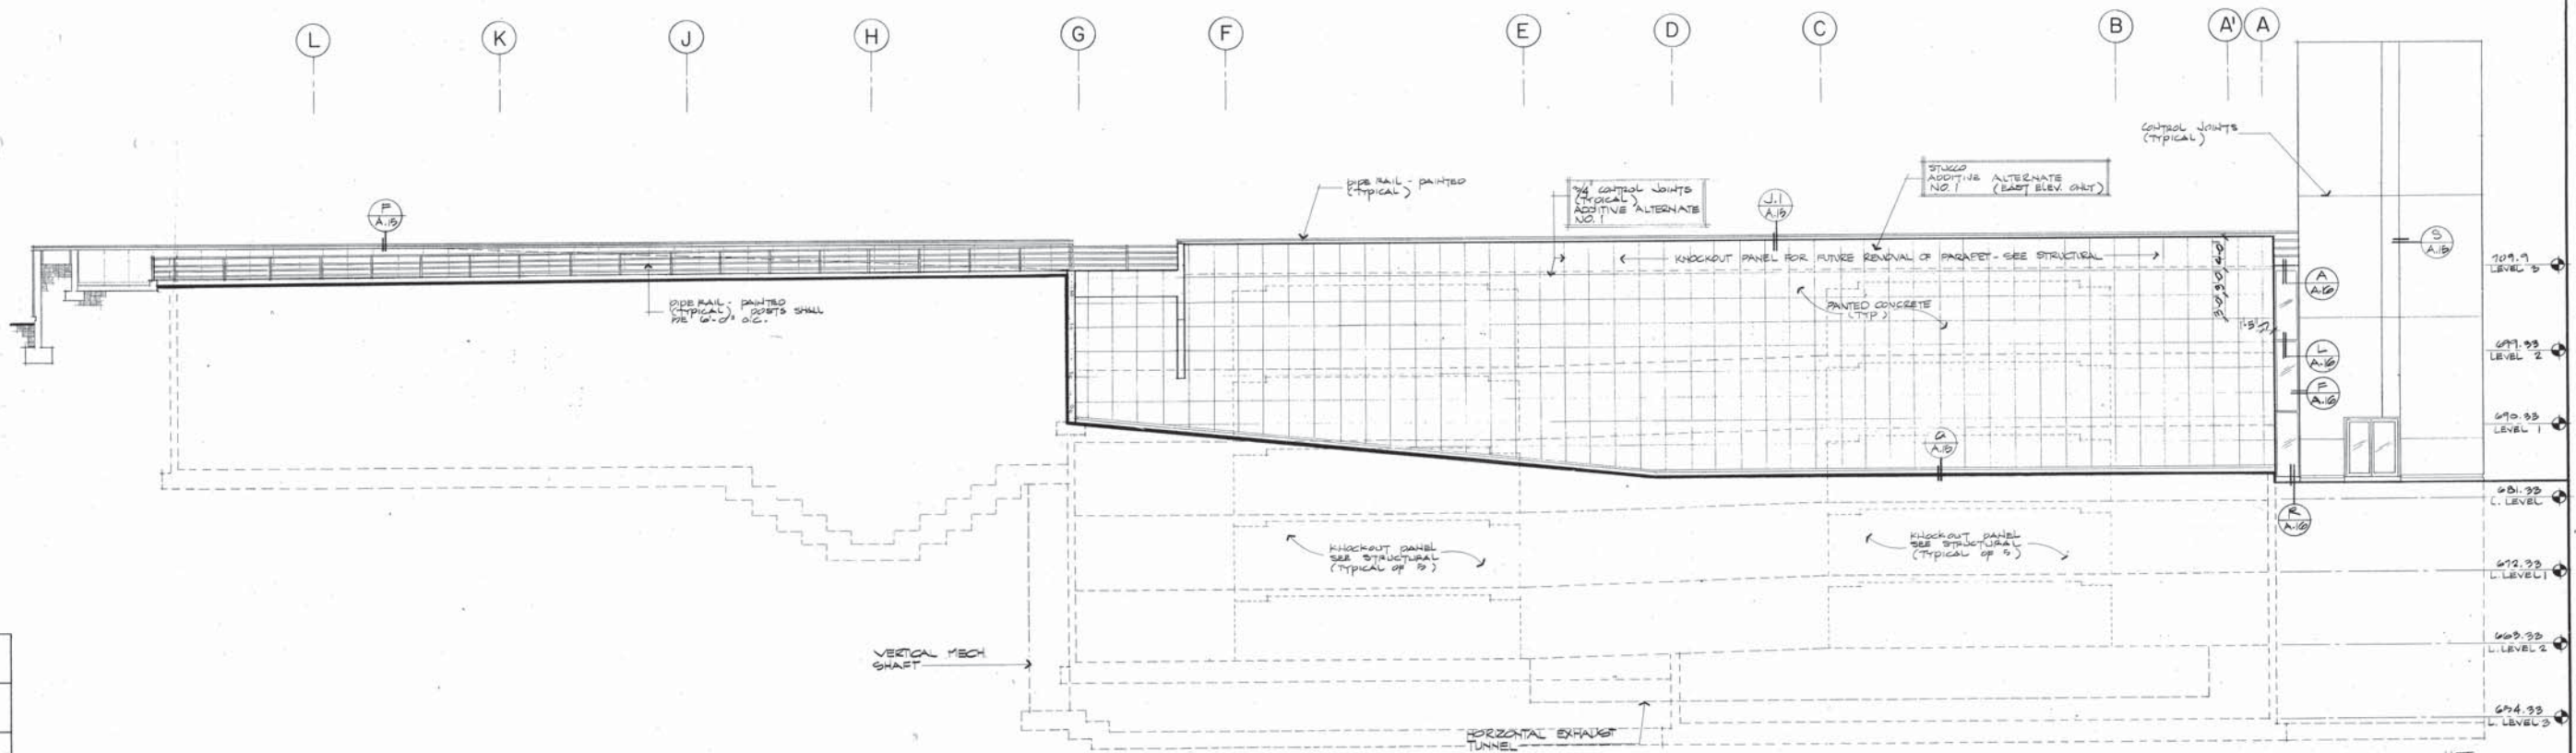 L K J H G F E D C B A' A
CONTROL JOINTS
(TYPICAL)
STUCCO
ADDITIVE ALTERNATE
NO. 1 (EAST ELEV. ONLY)
PIPE RAIL - PAINTED
(TYPICAL)
3/4" CONTROL JOINTS
(TYPICAL)
ADDITIVE ALTERNATE
NO. 1
J.1
A.15
P
A.15
S
A.15
KNOCKOUT PANEL FOR FUTURE REMOVAL OF PARAPET - SEE STRUCTURAL
709.9
LEVEL 3
A
A.16
PIPE RAIL - PAINTED
(TYPICAL) POSTS SHALL
BE 6'-0" O.C.
PAINTED CONCRETE
(TYP.)
699.33
LEVEL 2
L
A.16
F
A.16
690.33
LEVEL 1
G
A.15
681.33
L. LEVEL
R
A.16
KNOCKOUT PANEL
SEE STRUCTURAL
(TYPICAL OF 5)
KNOCKOUT PANEL
SEE STRUCTURAL
(TYPICAL OF 5)
672.33
L. LEVEL 1
663.33
L. LEVEL 2
VERTICAL MECH.
SHAFT
654.33
L. LEVEL 3
HORIZONTAL EXHAUST
TUNNEL